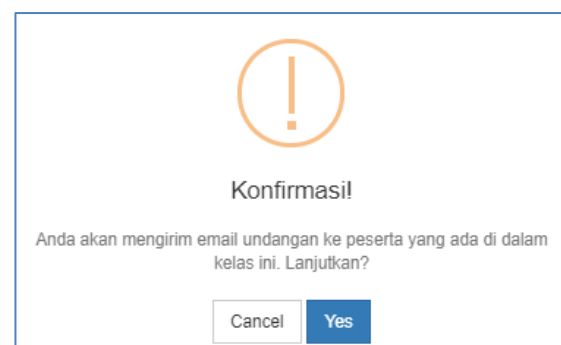 Konfirmasi!
Anda akan mengirim email undangan ke peserta yang ada di dalam
kelas ini. Lanjutkan?
Cancel Yes